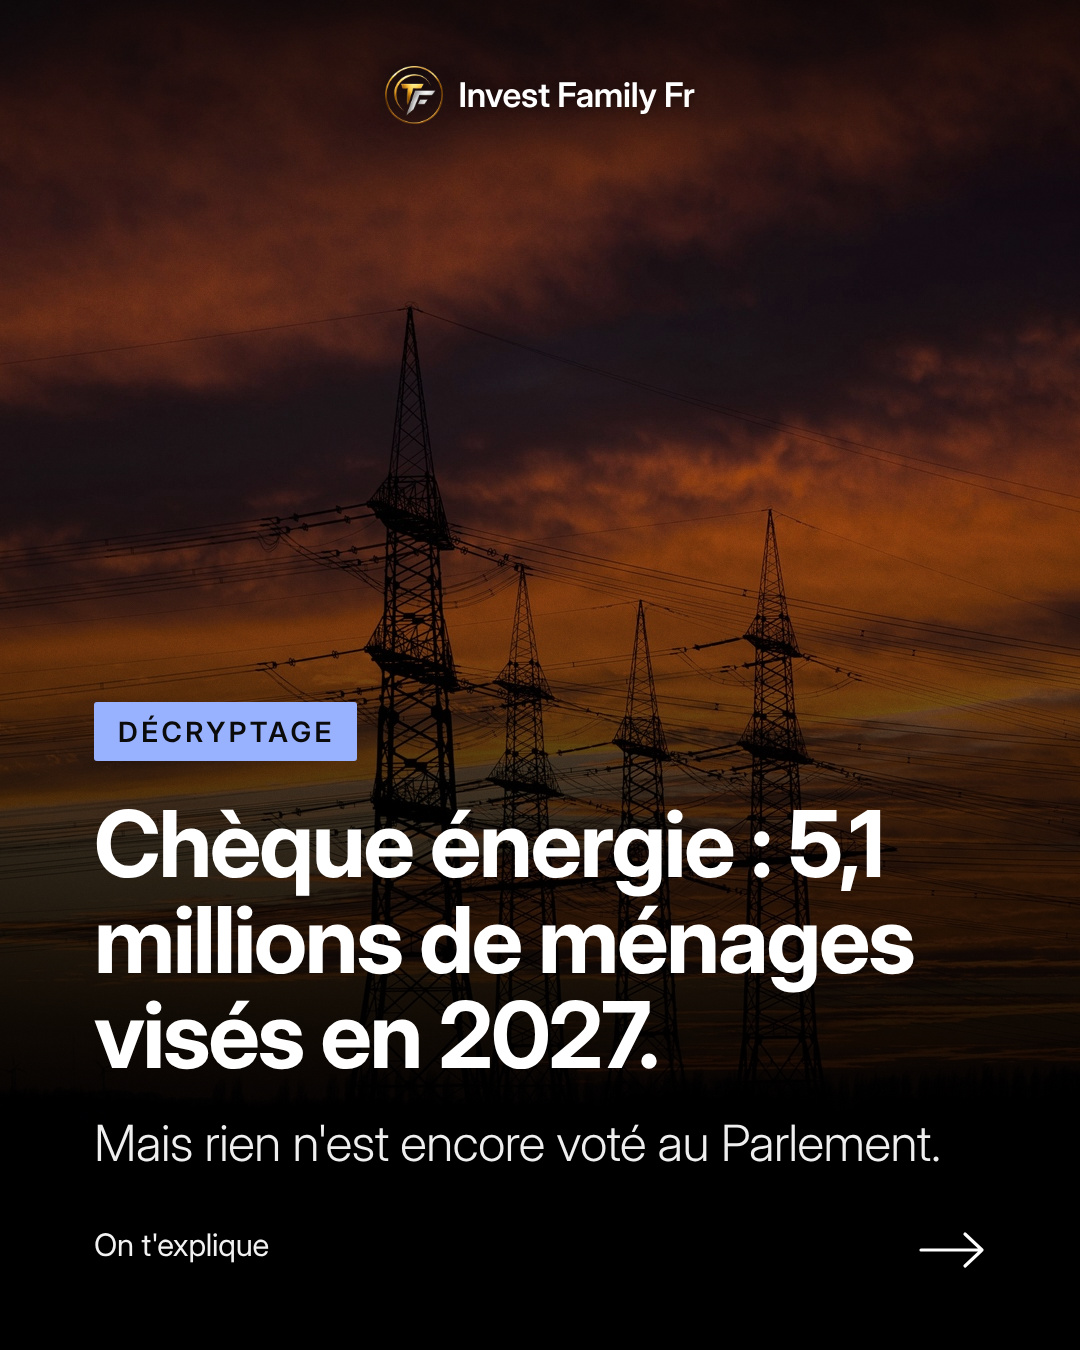 TF Invest Family Fr
DÉCRYPTAGE
Chèque énergie : 5,1
millions de ménages
visés en 2027.
Mais rien n'est encore voté au Parlement.
On t'explique